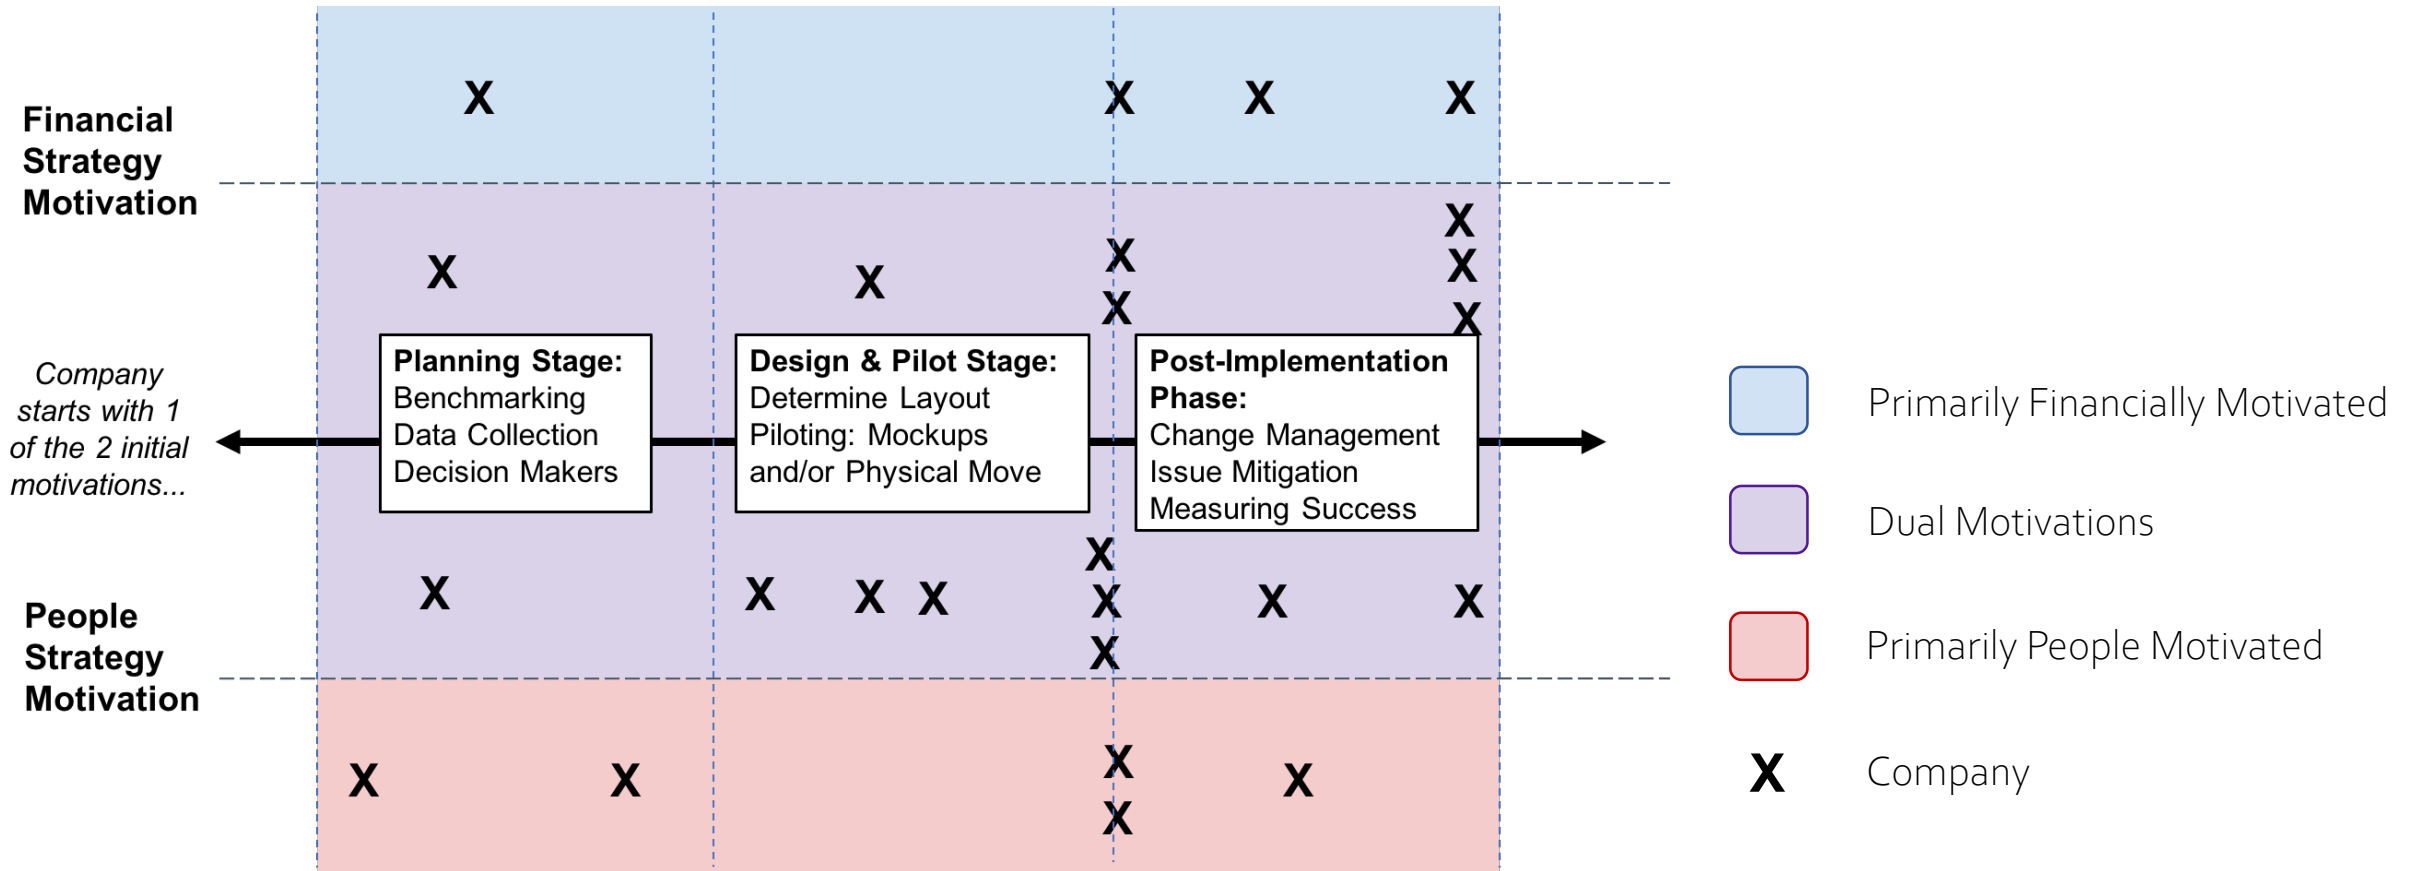 Financial
Strategy
Motivation
X X X X
X
X
X
X
X
X
X
Company
starts with 1
of the 2 initial
motivations...
Planning Stage:
Benchmarking
Data Collection
Decision Makers
Design & Pilot Stage:
Determine Layout
Piloting: Mockups
and/or Physical Move
Post-Implementation
Phase:
Change Management
Issue Mitigation
Measuring Success
People
Strategy
Motivation
X
X X X X X X X
X
X X X X
X
Primarily Financially Motivated
Dual Motivations
Primarily People Motivated
X Company